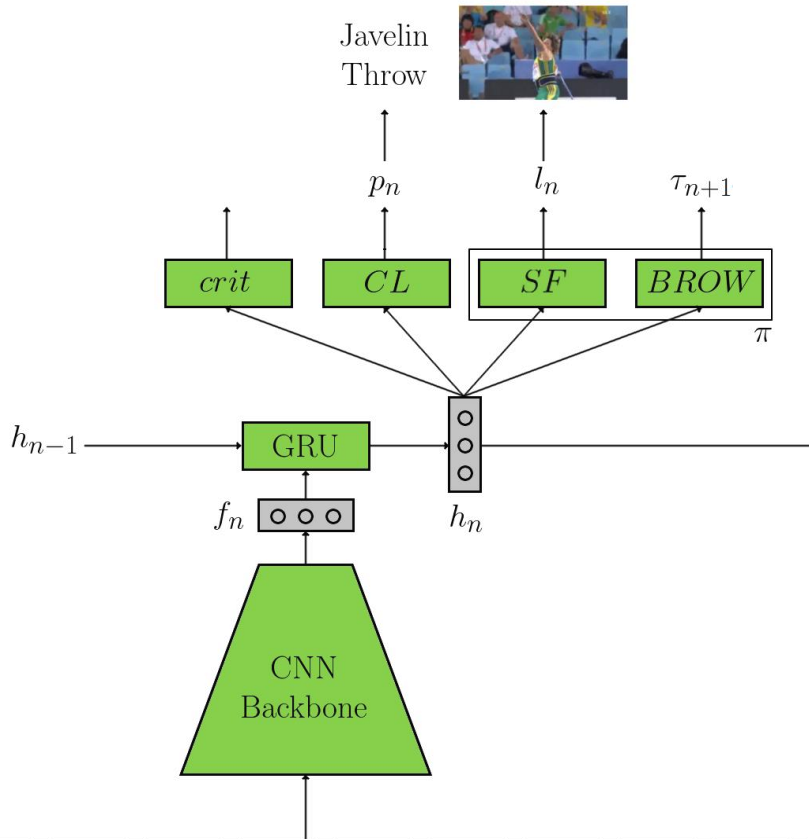 Javelin
Throw
p_n
l_n
τ_{n+1}
crit
CL
SF
BROW
π
h_{n−1}
GRU
f_n
h_n
CNN
Backbone